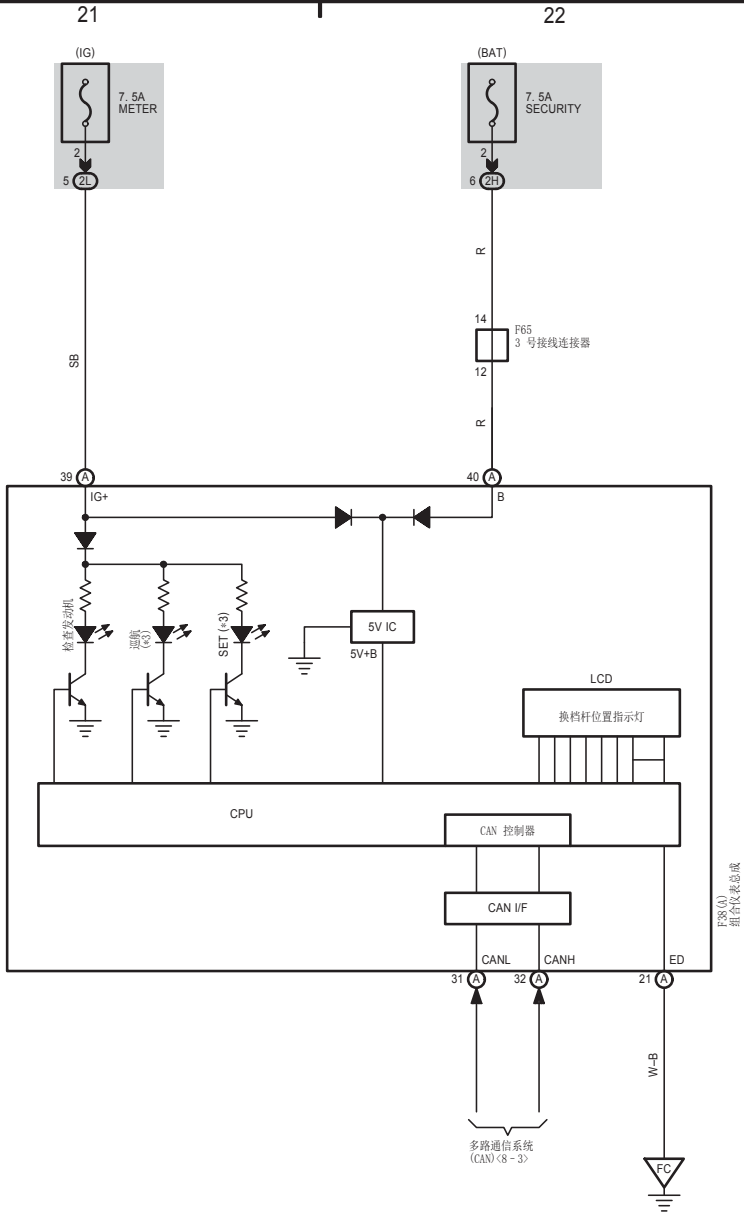 21
22
(IG)
(BAT)
7. 5A
METER
7. 5A
SECURITY
2
2
5
2L
6
2H
R
14
F65
3 号接线连接器
12
SB
R
39
A
40
A
IG+
B
检查发动机
巡航
(*3)
SET (*3)
5V IC
5V+B
LCD
换档杆位置指示灯
CPU
CAN 控制器
CAN I/F
F38(A)
组合仪表总成
CANL
CANH
ED
31
A
32
A
21
A
W-B
多路通信系统
(CAN)<8-3>
FC